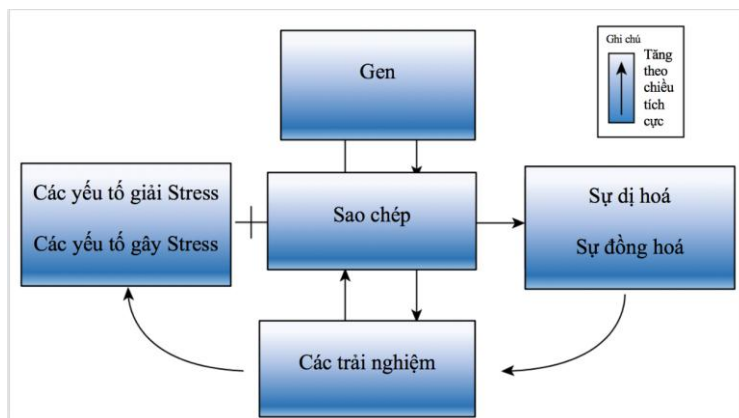 Gen
Ghi chú
Tăng
theo
chiều
tích
cực
Các yếu tố giải Stress
Các yếu tố gây Stress
Sao chép
Sự dị hoá
Sự đồng hoá
Các trải nghiệm